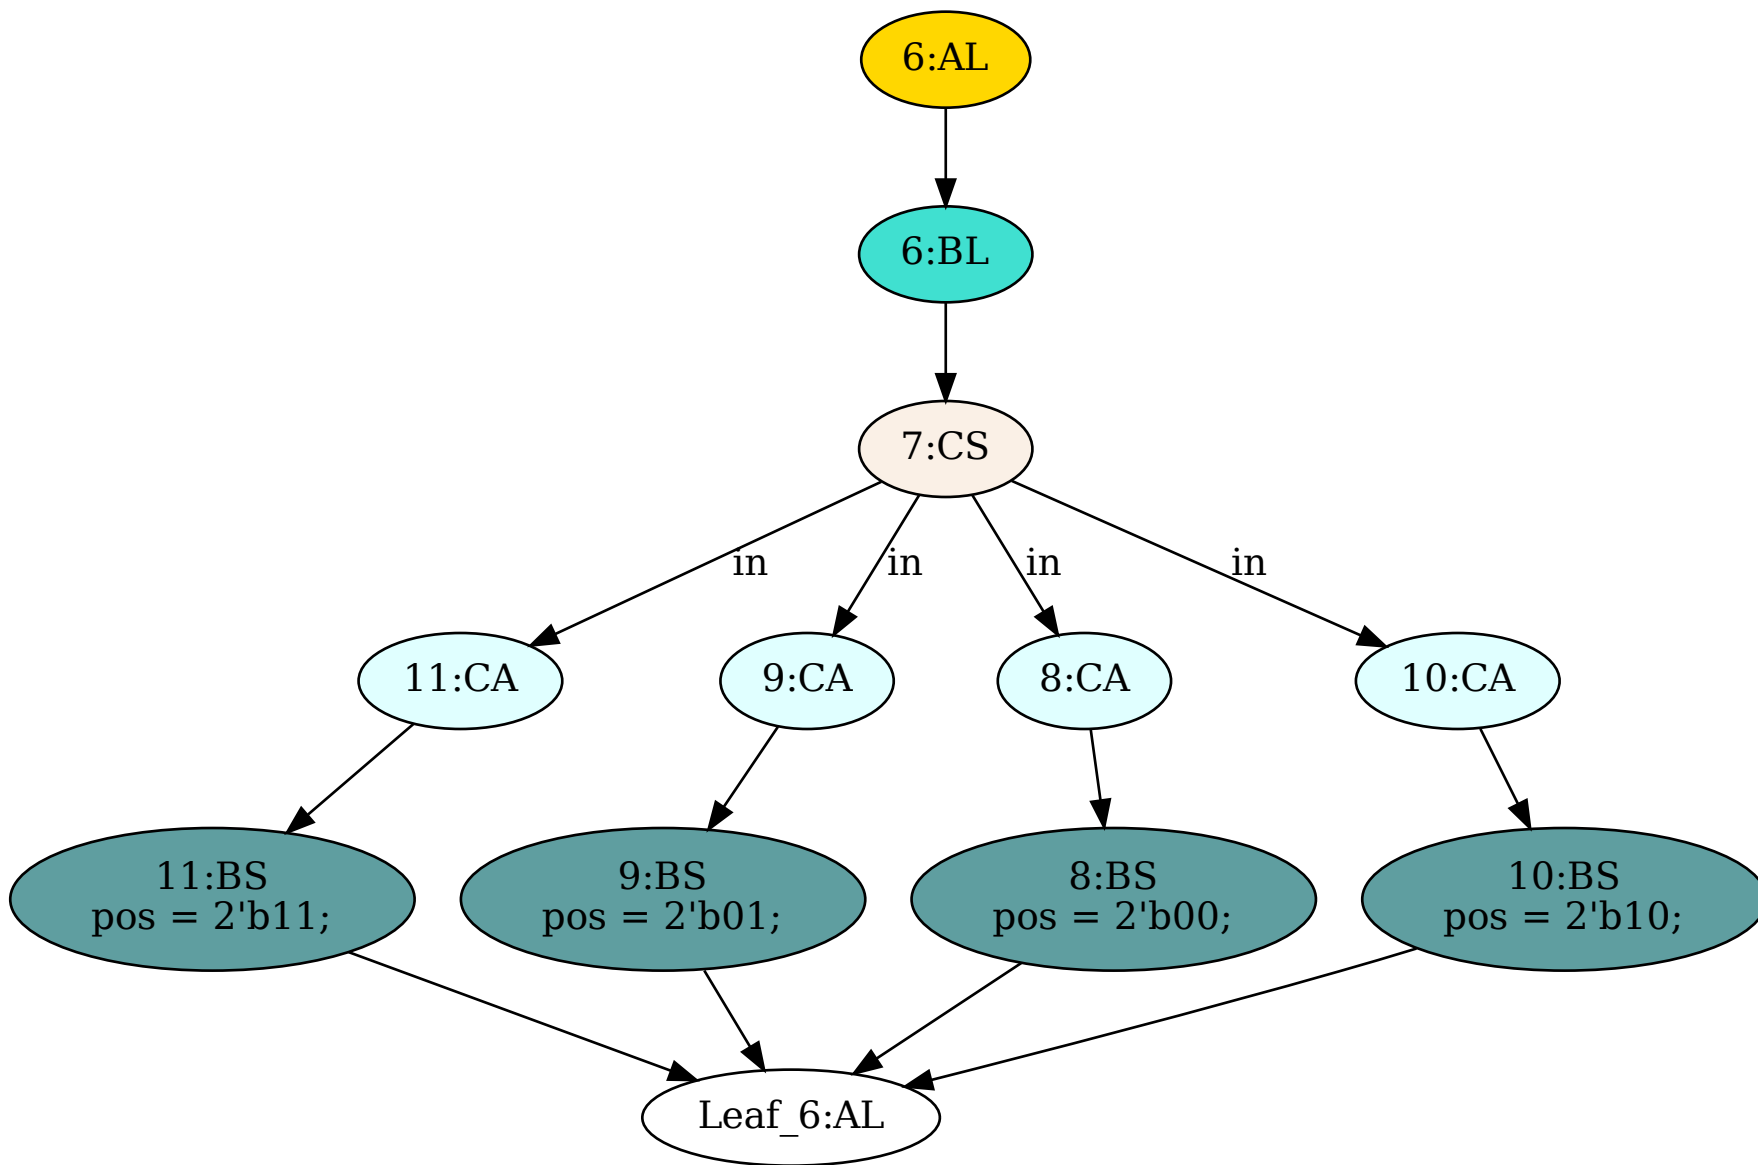 6:AL
6:BL
7:CS
in
in
in
in
11:CA
9:CA
8:CA
10:CA
11:BS
pos = 2'b11;
9:BS
pos = 2'b01;
8:BS
pos = 2'b00;
10:BS
pos = 2'b10;
Leaf_6:AL